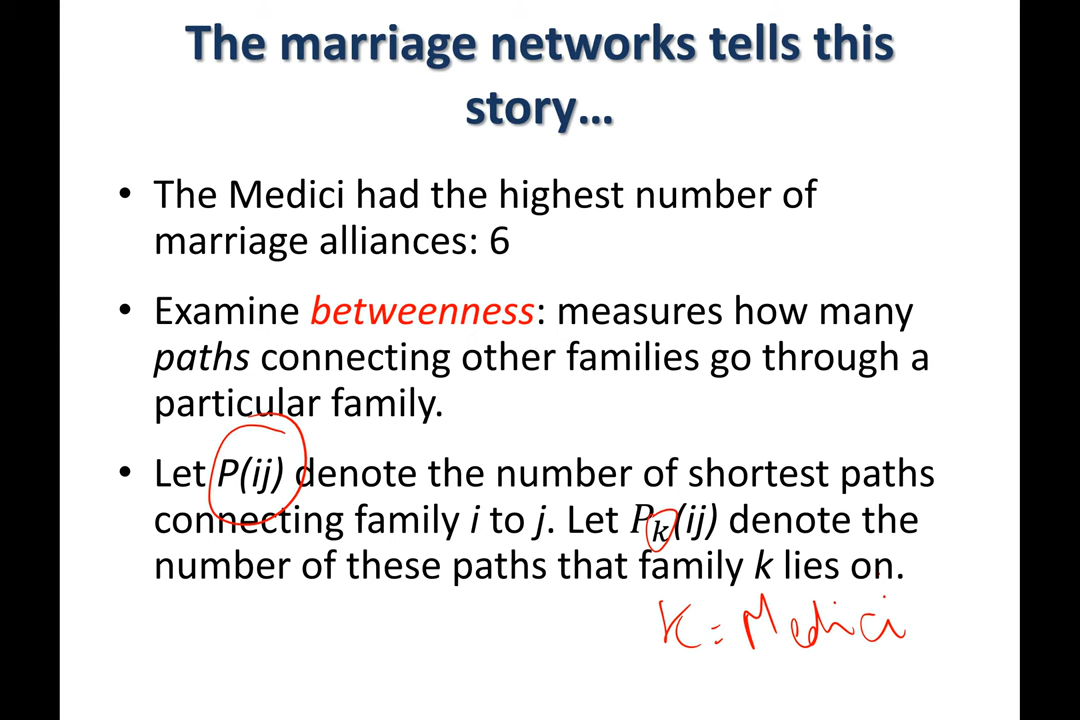 The marriage networks tells this
story...
• The Medici had the highest number of
marriage alliances: 6
• Examine betweenness: measures how many
paths connecting other families go through a
particular family.
• Let P(ij) denote the number of shortest paths
connecting family i to j. Let Pₖ(ij) denote the
number of these paths that family k lies on.
K = Medici